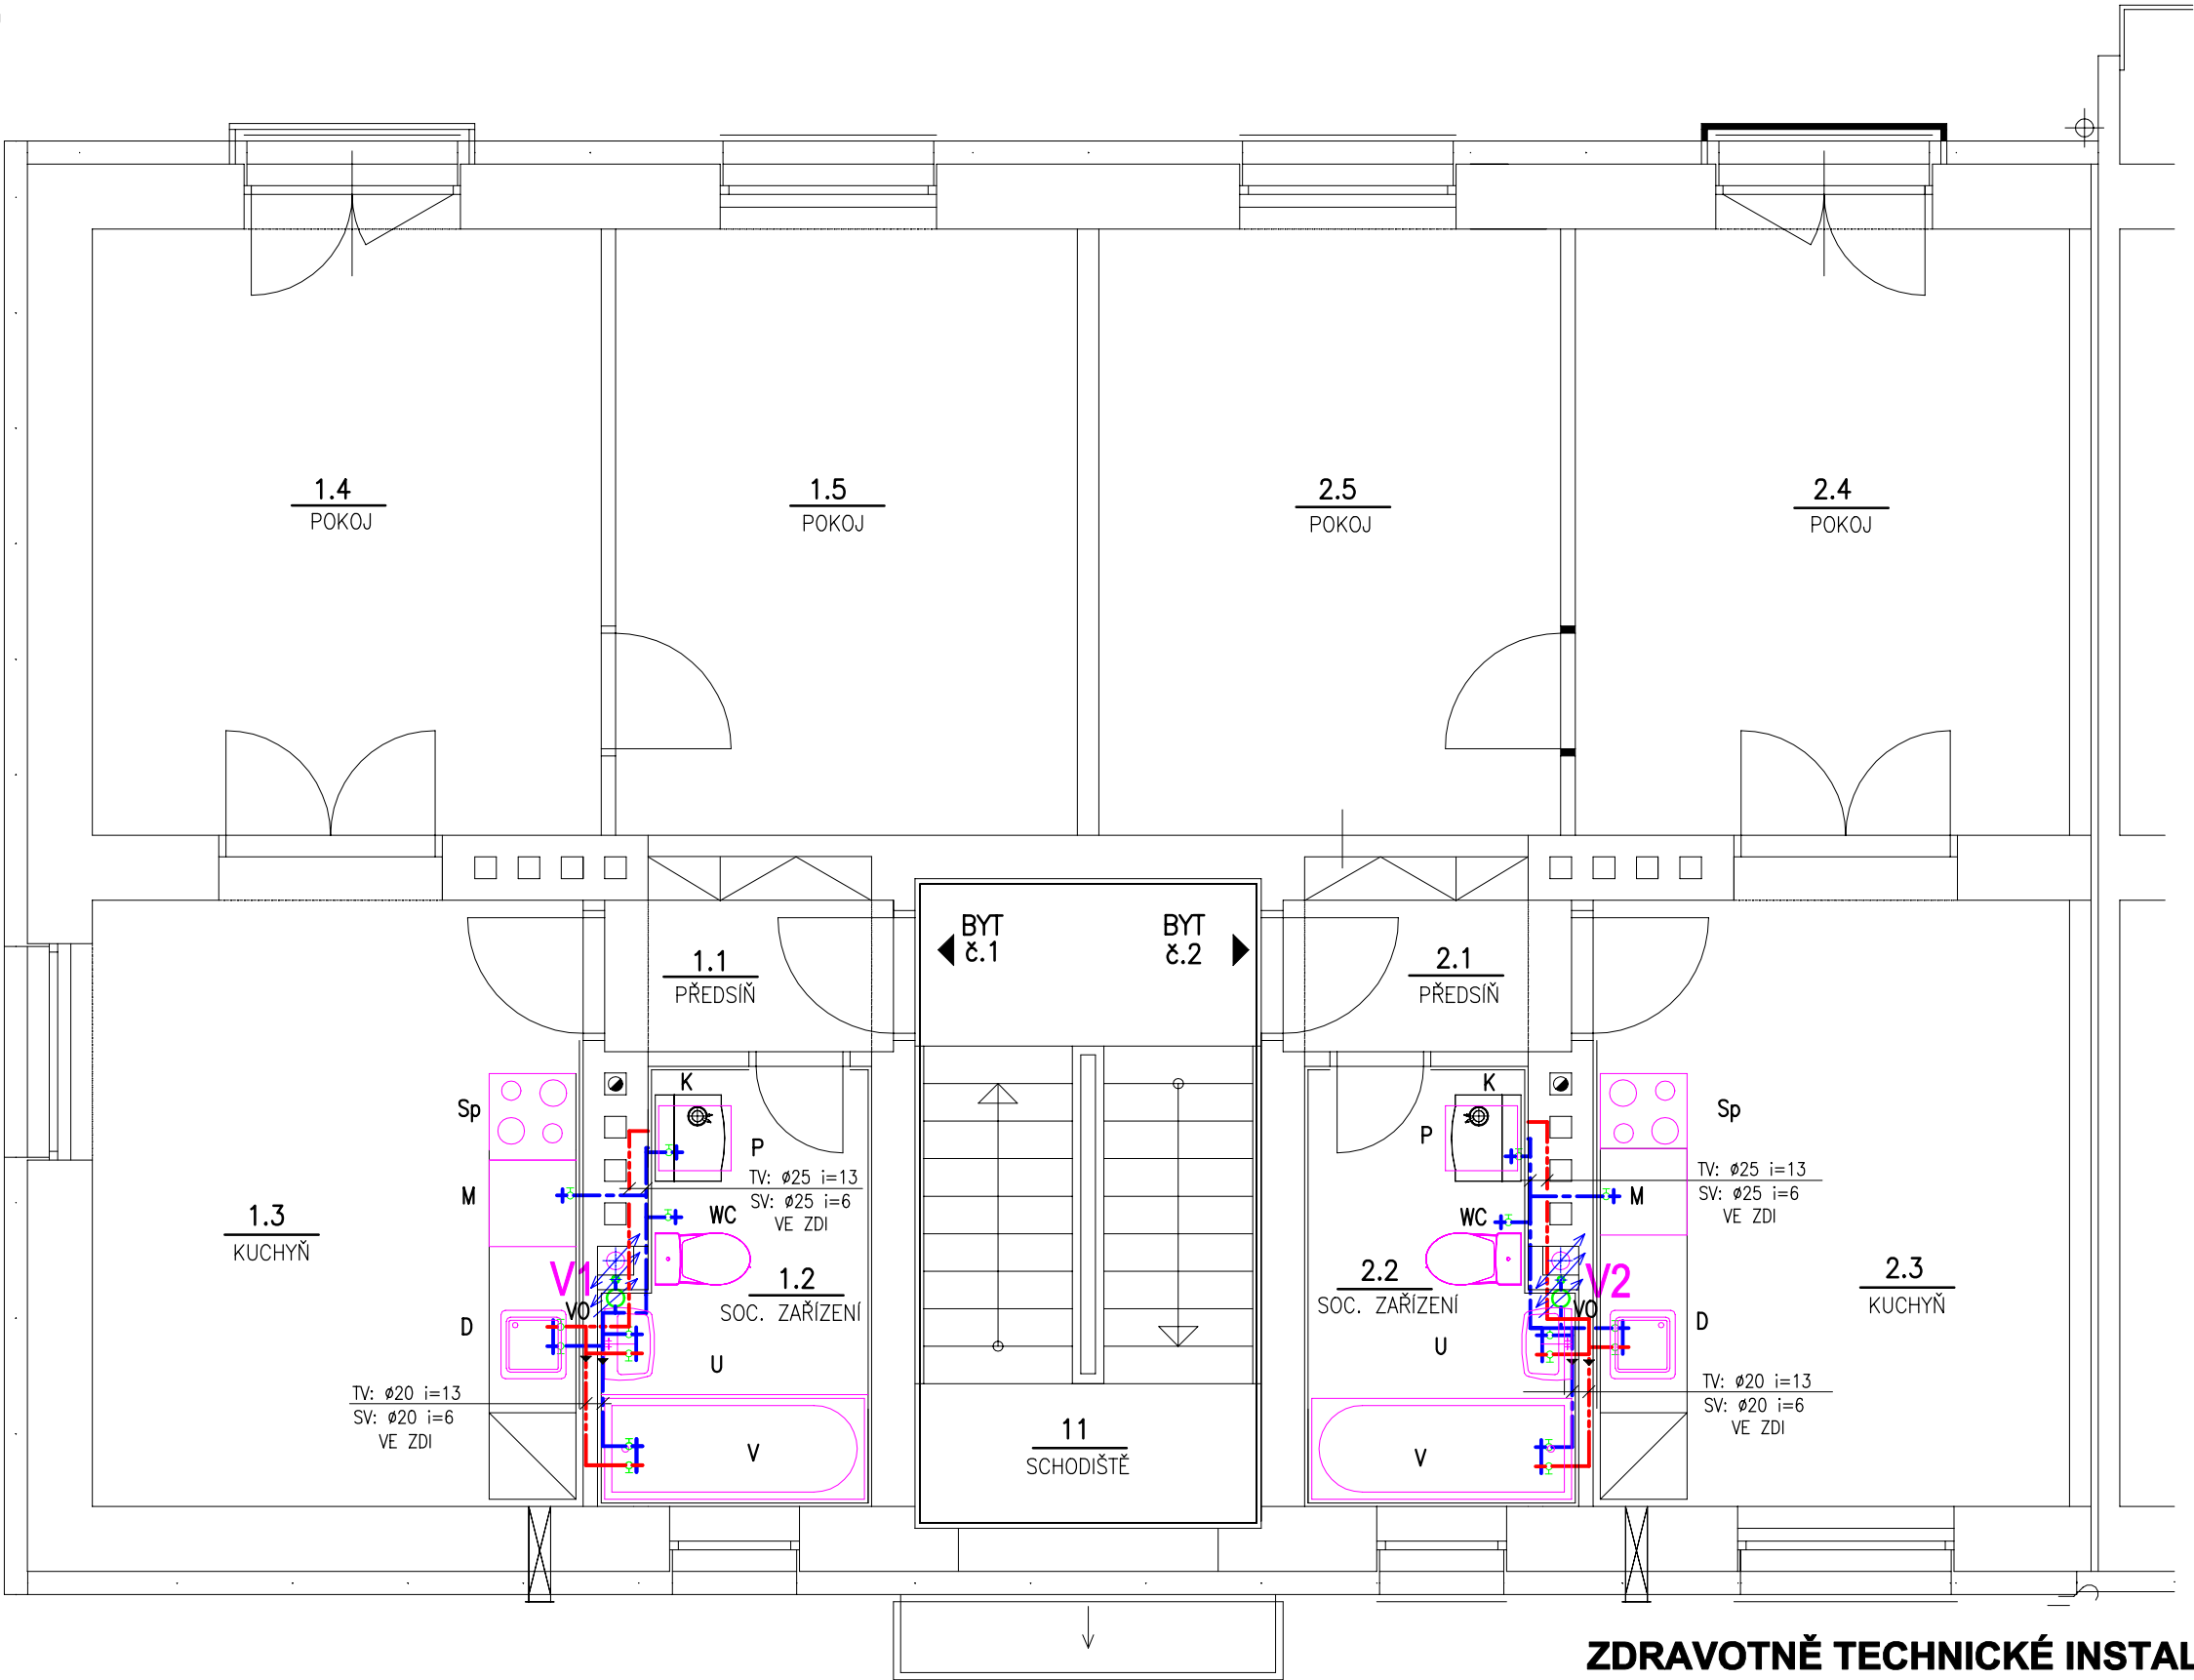 1.4
POKOJ
1.5
POKOJ
2.5
POKOJ
2.4
POKOJ
BYT
č.1
BYT
č.2
1.1
PŘEDSÍŇ
2.1
PŘEDSÍŇ
K
K
Sp
Sp
P
P
TV: ø25 i=13
SV: ø25 i=6
VE ZDI
TV: ø25 i=13
SV: ø25 i=6
VE ZDI
M
M
WC
WC
1.3
KUCHYŇ
V1
VO
1.2
SOC. ZAŘÍZENÍ
2.2
SOC. ZAŘÍZENÍ
V2
VO
2.3
KUCHYŇ
D
D
U
U
TV: ø20 i=13
SV: ø20 i=6
VE ZDI
TV: ø20 i=13
SV: ø20 i=6
VE ZDI
V
V
11
SCHODIŠTĚ
ZDRAVOTNĚ TECHNICKÉ INSTAL